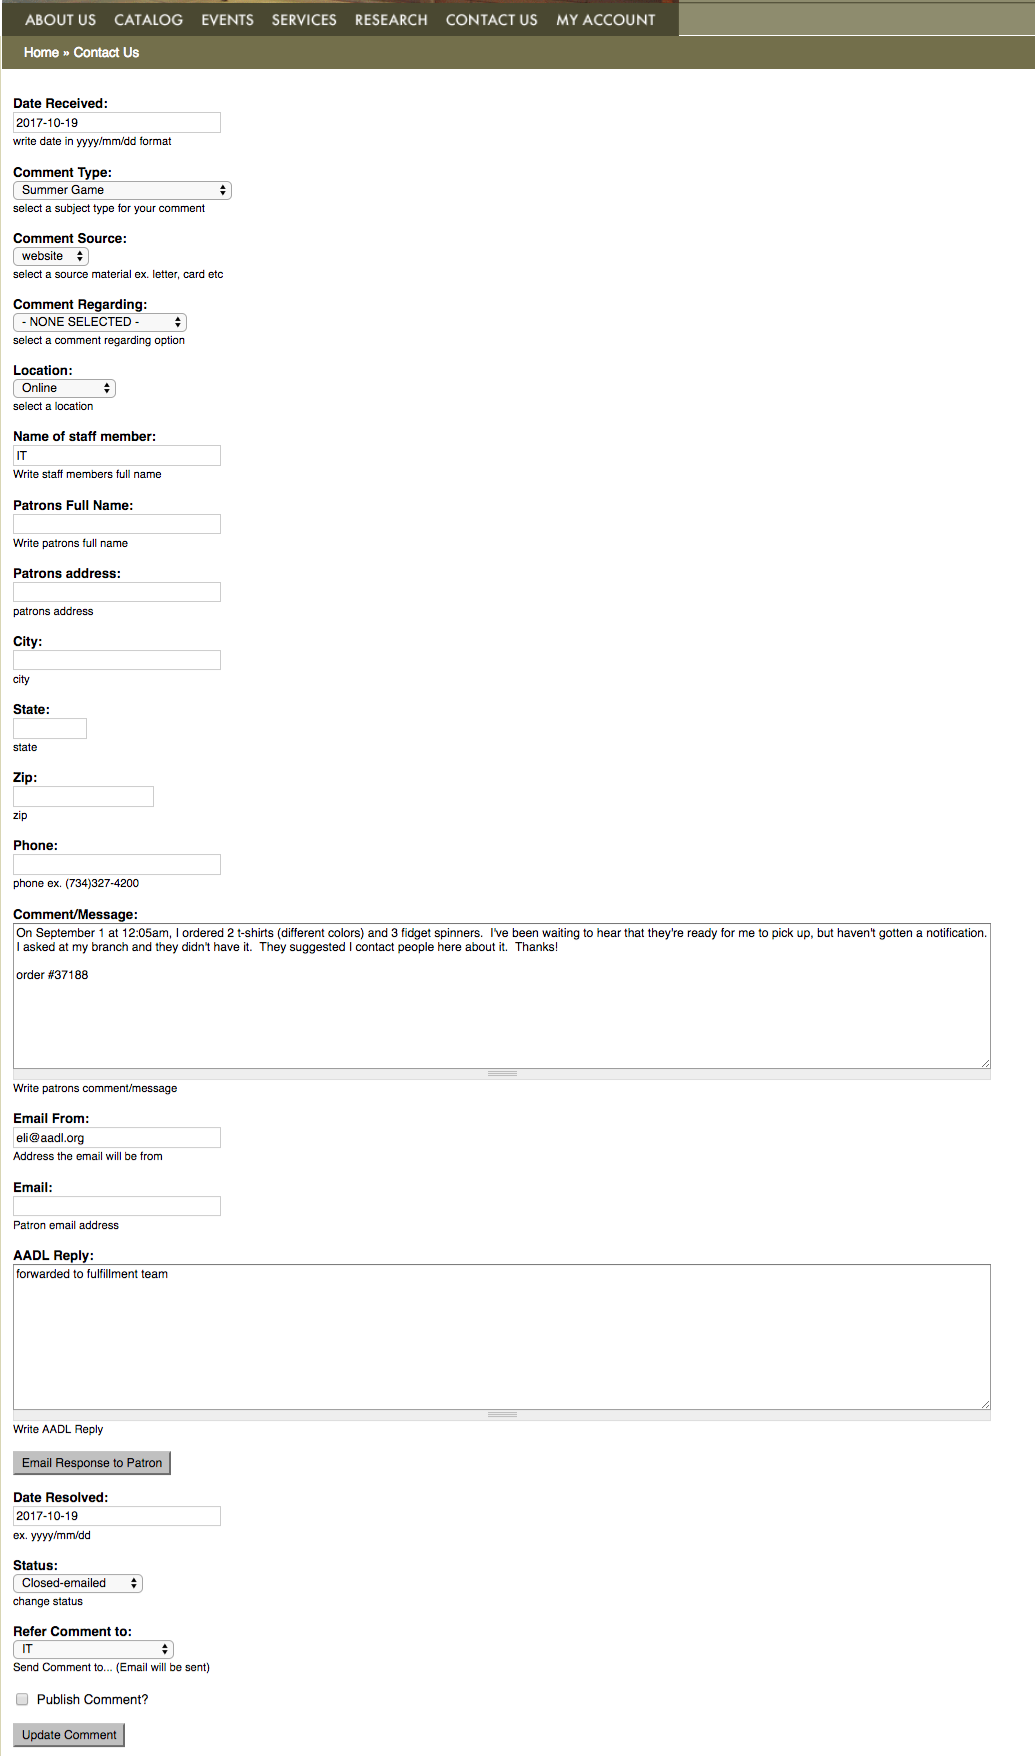 ABOUT US CATALOG EVENTS SERVICES RESEARCH CONTACT US MY ACCOUNT
Home » Contact Us
Date Received:
2017-10-19
write date in yyyy/mm/dd format
Comment Type:
Summer Game
select a subject type for your comment
Comment Source:
website
select a source material ex. letter, card etc
Comment Regarding:
- NONE SELECTED -
select a comment regarding option
Location:
Online
select a location
Name of staff member:
IT
Write staff members full name
Patrons Full Name:
Write patrons full name
Patrons address:
patrons address
City:
city
State:
state
Zip:
zip
Phone:
phone ex. (734)327-4200
Comment/Message:
On September 1 at 12:05am, I ordered 2 t-shirts (different colors) and 3 fidget spinners.  I've been waiting to hear that they're ready for me to pick up, but haven't gotten a notification.
I asked at my branch and they didn't have it.  They suggested I contact people here about it.  Thanks!
order #37188
Write patrons comment/message
Email From:
eli@aadl.org
Address the email will be from
Email:
Patron email address
AADL Reply:
forwarded to fulfillment team
Write AADL Reply
Email Response to Patron
Date Resolved:
2017-10-19
ex. yyyy/mm/dd
Status:
Closed-emailed
change status
Refer Comment to:
IT
Send Comment to... (Email will be sent)
Publish Comment?
Update Comment